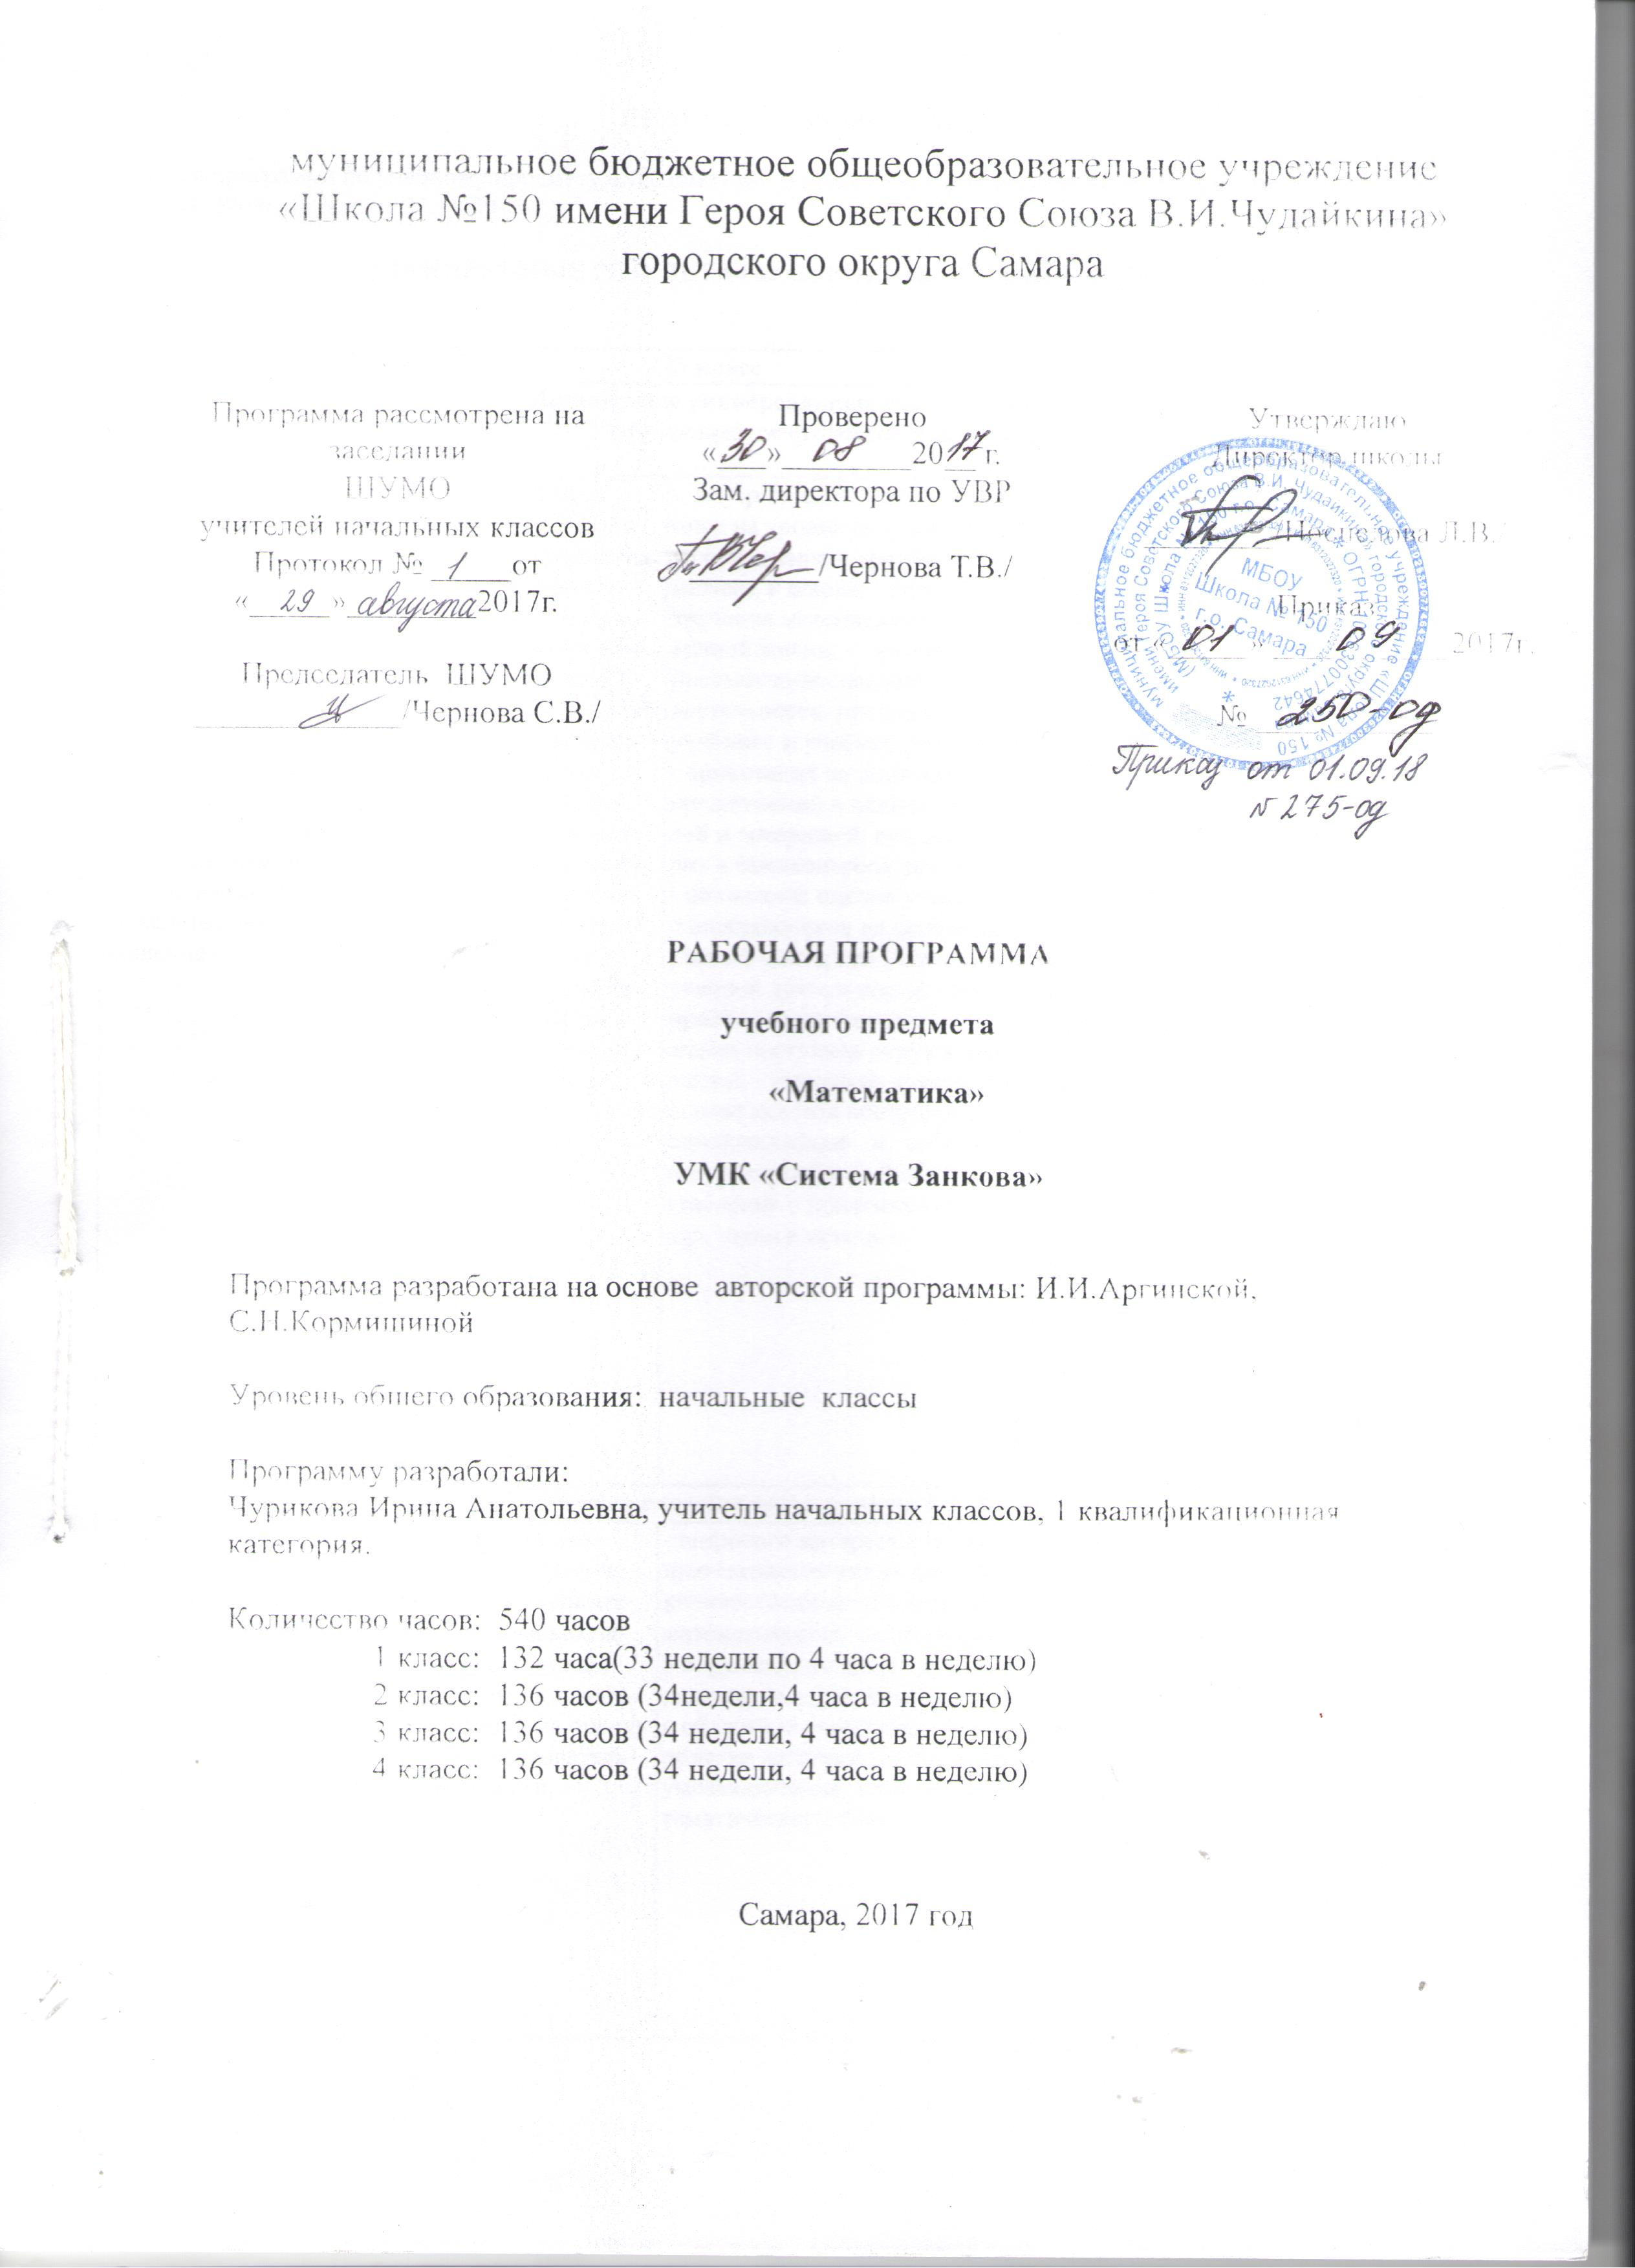 муниципальное бюджетное общеобразовательное учреждение
«Школа №150 имени Героя Советского Союза В.И.Чудайкина»
городского округа Самара
Программа рассмотрена на
заседании
ШУМО
учителей начальных классов
Протокол № 1 от
« 29 » августа 2017г.
Председатель ШУМО
/Чернова С.В./
Проверено
«30» 08 2017 г.
Зам. директора по УВР
/Чернова Т.В./
Утверждаю
Директор школы
Л.В.
Приказ
от « 01 » 09 2017г.
№ 250-од
Приказ от 01.09.18
№ 275-од
МБОУ
Школа № 150
г.о. Самара
РАБОЧАЯ ПРОГРАММА
учебного предмета
«Математика»
УМК «Система Занкова»
Программа разработана на основе авторской программы: И.И.Аргинской,
С.Н.Кормишиной
Уровень общего образования: начальные классы
Программу разработали:
Чурикова Ирина Анатольевна, учитель начальных классов, 1 квалификационная
категория.
Количество часов: 540 часов
1 класс: 132 часа(33 недели по 4 часа в неделю)
2 класс: 136 часов (34недели,4 часа в неделю)
3 класс: 136 часов (34 недели, 4 часа в неделю)
4 класс: 136 часов (34 недели, 4 часа в неделю)
Самара, 2017 год